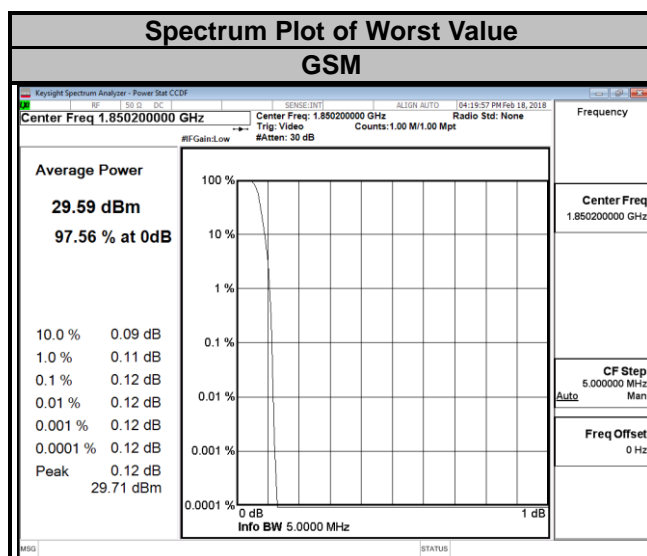 Spectrum Plot of Worst Value
GSM
Keysight Spectrum Analyzer - Power Stat CCDF
RF 50 Ω DC SENSE:INT ALIGN AUTO 04:19:57 PM Feb 18, 2018
Center Freq 1.850200000 GHz
Center Freq: 1.850200000 GHz Radio Std: None
Trig: Video Counts:1.00 M/1.00 Mpt
#IFGain:Low #Atten: 30 dB
Frequency
Average Power
29.59 dBm
97.56 % at 0dB
10.0 % 0.09 dB
1.0 % 0.11 dB
0.1 % 0.12 dB
0.01 % 0.12 dB
0.001 % 0.12 dB
0.0001 % 0.12 dB
Peak 0.12 dB
29.71 dBm
100 %
10 %
1 %
0.1 %
0.01 %
0.001 %
0.0001 %
0 dB 1 dB
Info BW 5.0000 MHz
Center Freq
1.850200000 GHz
CF Step
5.000000 MHz
Auto Man
Freq Offset
0 Hz
MSG STATUS